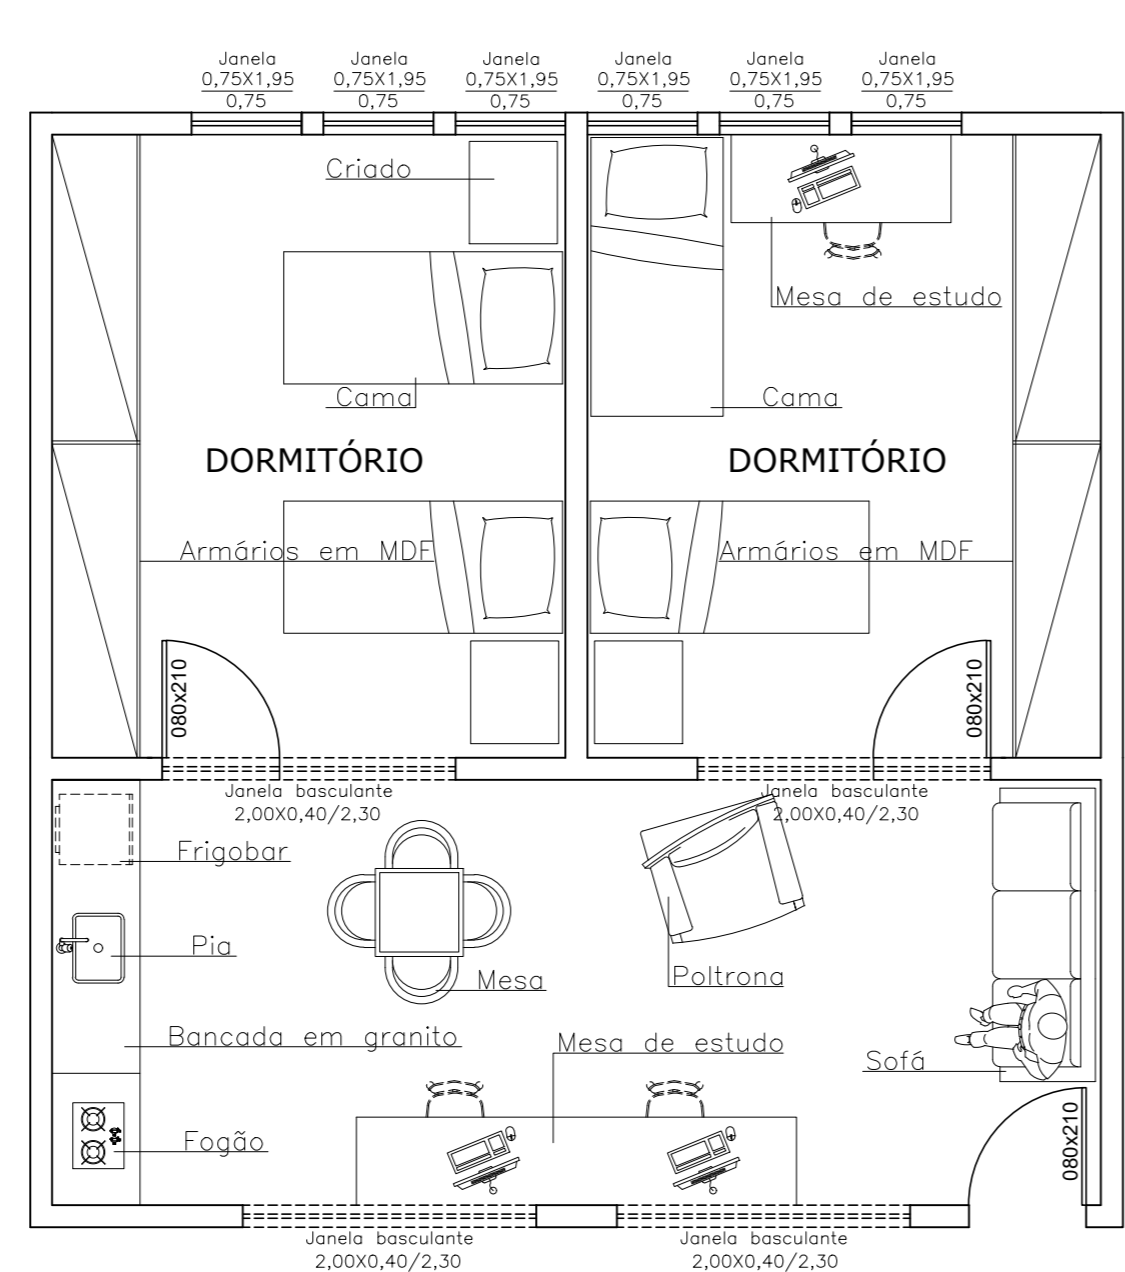 Janela
0,75X1,95
0,75
Janela
0,75X1,95
0,75
Janela
0,75X1,95
0,75
Janela
0,75X1,95
0,75
Janela
0,75X1,95
0,75
Janela
0,75X1,95
0,75
Criado
Mesa de estudo
Cama
Cama
DORMITÓRIO
DORMITÓRIO
Armários em MDF
Armários em MDF
080x210
080x210
Janela basculante
2,00X0,40/2,30
Janela basculante
2,00X0,40/2,30
Frigobar
Pia
Mesa
Poltrona
Bancada em granito
Mesa de estudo
Sofá
Fogão
080x210
Janela basculante
2,00X0,40/2,30
Janela basculante
2,00X0,40/2,30